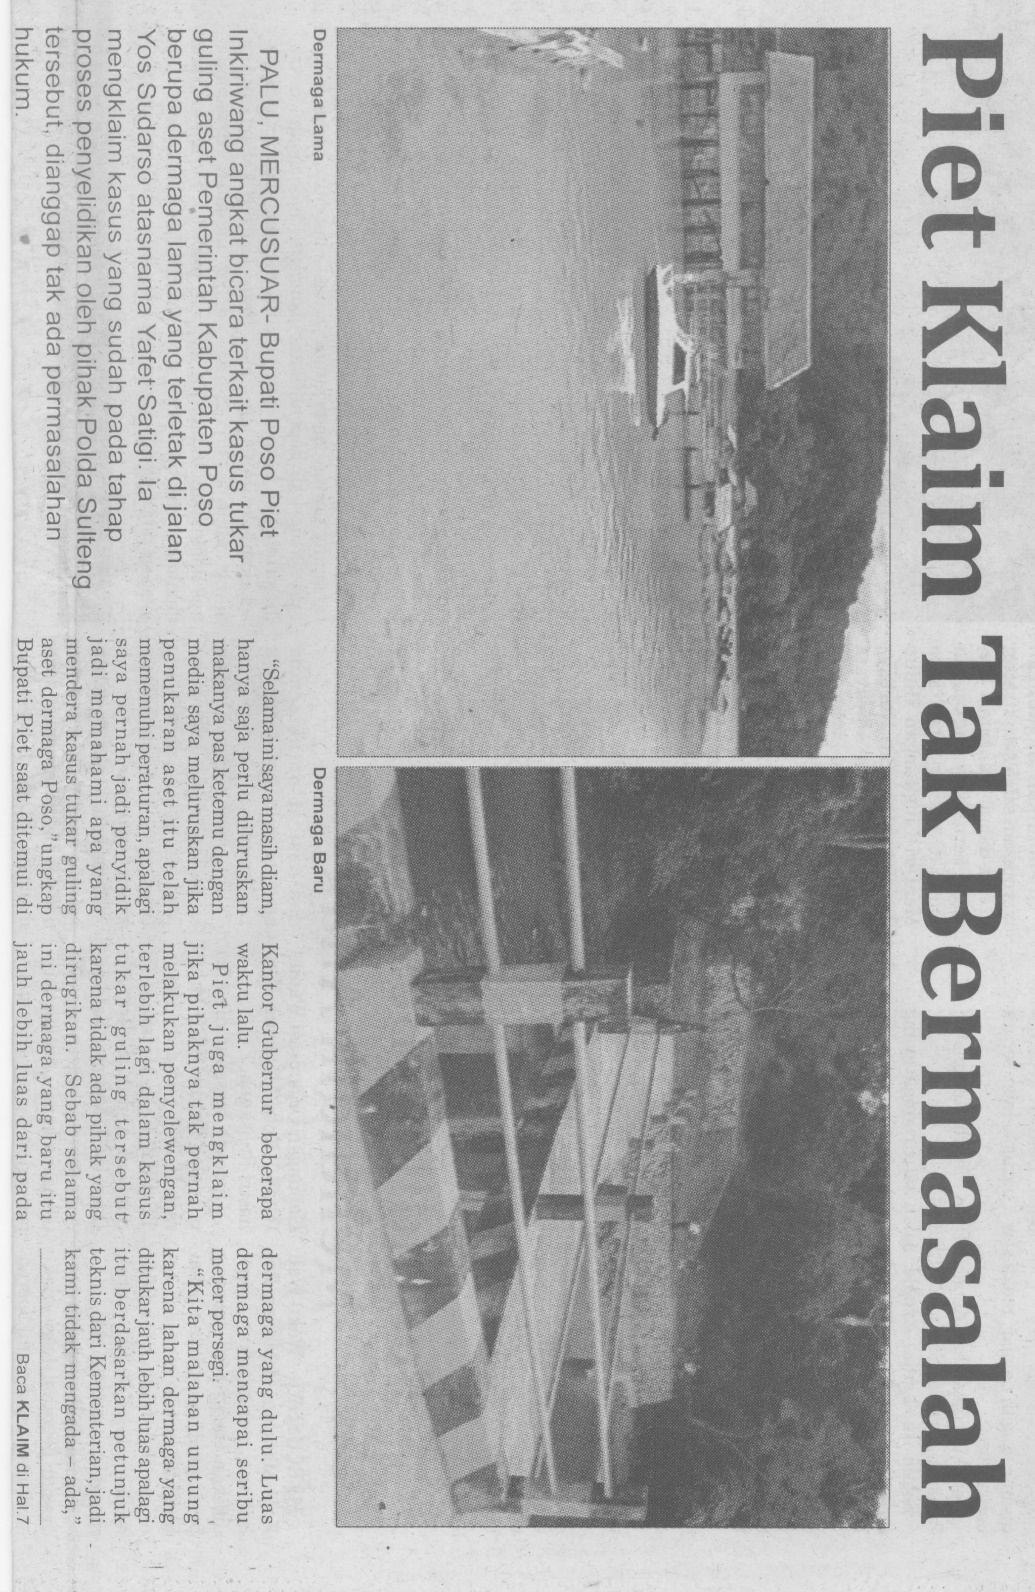 Piet Klaim Tak Bermasalah
Dermaga Lama
Dermaga Baru
PALU, MERCUSUAR- Bupati Poso Piet
Inkiriwang angkat bicara terkait kasus tukar
guling aset Pemerintah Kabupaten Poso
berupa dermaga lama yang terletak di jalan
Yos Sudarso atasnama Yafet Satigi. Ia
mengklaim kasus yang sudah pada tahap
proses penyelidikan oleh pihak Polda Sulteng
tersebut, dianggap tak ada permasalahan
hukum.
“Selama ini saya masih diam,
hanya saja perlu diluruskan
makanya pas ketemu dengan
media saya meluruskan jika
penukaran aset itu telah
memenuhi peraturan, apalagi
saya pernah jadi penyidik
jadi memahami apa yang
mendera kasus tukar guling
aset dermaga Poso,”ungkap
Bupati Piet saat ditemui di
Kantor Gubernur beberapa
waktu lalu.
Piet juga mengklaim
jika pihaknya tak pernah
melakukan penyelewengan,
terlebih lagi dalam kasus
tukar guling tersebut
karena tidak ada pihak yang
dirugikan. Sebab selama
ini dermaga yang baru itu
jauh lebih luas dari pada
dermaga yang dulu. Luas
dermaga mencapai seribu
meter persegi.
“Kita malahan untung
karena lahan dermaga yang
ditukar jauh lebih luas apalagi
itu berdasarkan petunjuk
teknis dari Kementerian, jadi
kami tidak mengada – ada,”
Baca KLAIM di Hal.7